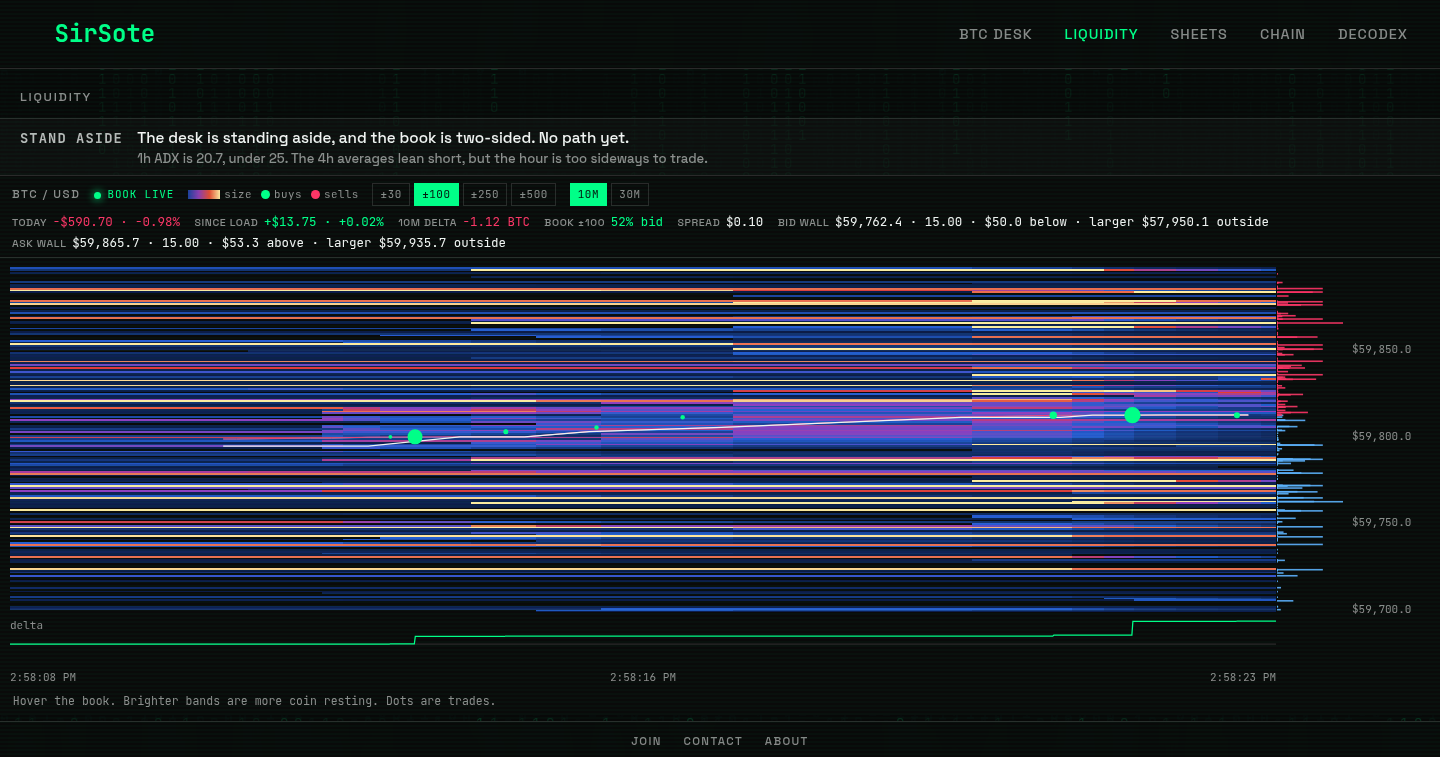 SirSote
BTC DESK LIQUIDITY SHEETS CHAIN DECODEX
LIQUIDITY
STAND ASIDE The desk is standing aside, and the book is two-sided. No path yet.
1h ADX is 20.7, under 25. The 4h averages lean short, but the hour is too sideways to trade.
BTC / USD BOOK LIVE size buys sells ±30 ±100 ±250 ±500 10M 30M
TODAY -$590.70 · -0.98% SINCE LOAD +$13.75 · +0.02% 10M DELTA -1.12 BTC BOOK ±100 52% bid SPREAD $0.10 BID WALL $59,762.4 · 15.00 · $50.0 below · larger $57,950.1 outside
ASK WALL $59,865.7 · 15.00 · $53.3 above · larger $59,935.7 outside
$59,850.0
$59,800.0
$59,750.0
$59,700.0
delta
2:58:08 PM 2:58:16 PM 2:58:23 PM
Hover the book. Brighter bands are more coin resting. Dots are trades.
JOIN CONTACT ABOUT